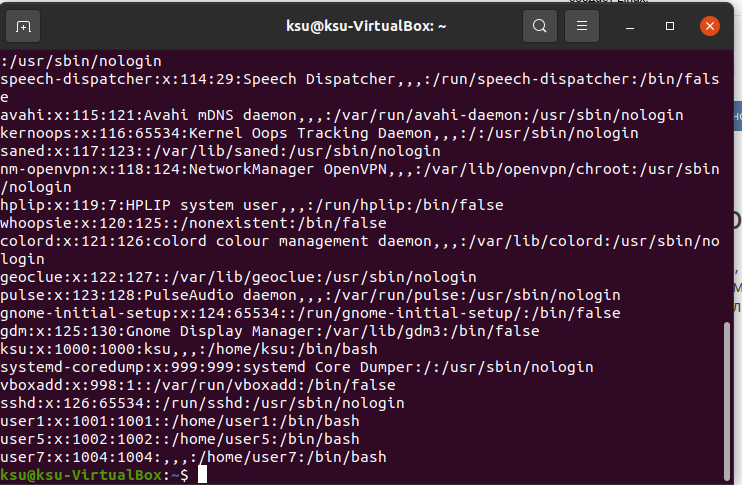 ksu@ksu-VirtualBox: ~
:/usr/sbin/nologin
speech-dispatcher:x:114:29:Speech Dispatcher,,,:/run/speech-dispatcher:/bin/fals
e
avahi:x:115:121:Avahi mDNS daemon,,,:/var/run/avahi-daemon:/usr/sbin/nologin
kernoops:x:116:65534:Kernel Oops Tracking Daemon,,,:/:/usr/sbin/nologin
saned:x:117:123::/var/lib/saned:/usr/sbin/nologin
nm-openvpn:x:118:124:NetworkManager OpenVPN,,,:/var/lib/openvpn/chroot:/usr/sbin
/nologin
hplip:x:119:7:HPLIP system user,,,:/run/hplip:/bin/false
whoopsie:x:120:125::/nonexistent:/bin/false
colord:x:121:126:colord colour management daemon,,,:/var/lib/colord:/usr/sbin/no
login
geoclue:x:122:127::/var/lib/geoclue:/usr/sbin/nologin
pulse:x:123:128:PulseAudio daemon,,,:/var/run/pulse:/usr/sbin/nologin
gnome-initial-setup:x:124:65534::/run/gnome-initial-setup/:/bin/false
gdm:x:125:130:Gnome Display Manager:/var/lib/gdm3:/bin/false
ksu:x:1000:1000:ksu,,,:/home/ksu:/bin/bash
systemd-coredump:x:999:999:systemd Core Dumper:/:/usr/sbin/nologin
vboxadd:x:998:1::/var/run/vboxadd:/bin/false
sshd:x:126:65534::/run/sshd:/usr/sbin/nologin
user1:x:1001:1001::/home/user1:/bin/bash
user5:x:1002:1002::/home/user5:/bin/bash
user7:x:1004:1004:,,,:/home/user7:/bin/bash
ksu@ksu-VirtualBox:~$